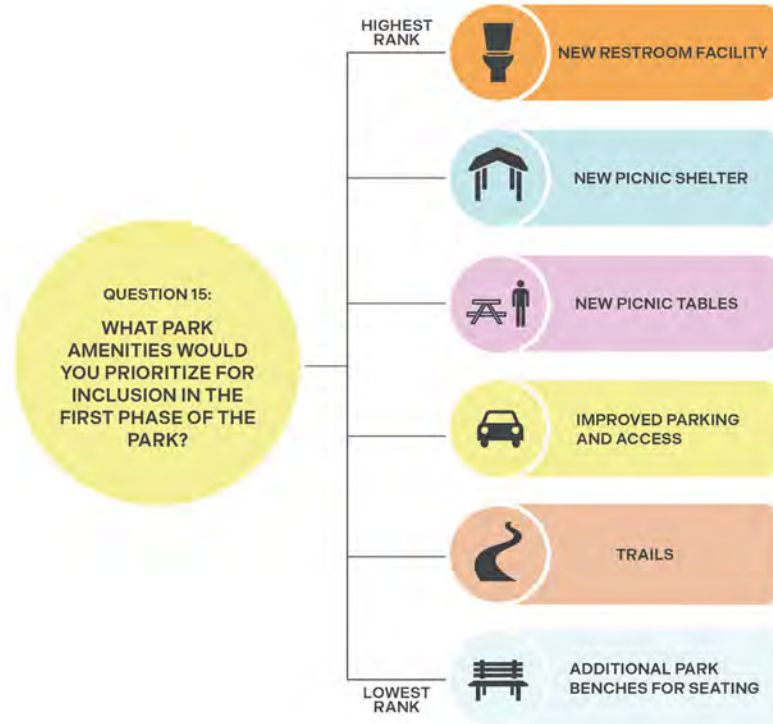 HIGHEST
RANK
NEW RESTROOM FACILITY
NEW PICNIC SHELTER
QUESTION 15:
WHAT PARK
AMENITIES WOULD
YOU PRIORITIZE FOR
INCLUSION IN THE
FIRST PHASE OF THE
PARK?
NEW PICNIC TABLES
IMPROVED PARKING
AND ACCESS
TRAILS
LOWEST
RANK
ADDITIONAL PARK
BENCHES FOR SEATING